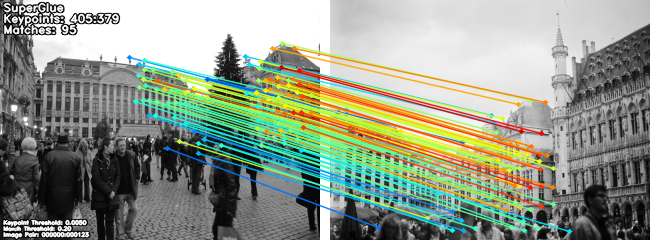 SuperGlue
Keypoints: 405:379
Matches: 95
Keypoint Threshold: 0.0050
Match Threshold: 0.20
Image Pair: 000000:000123